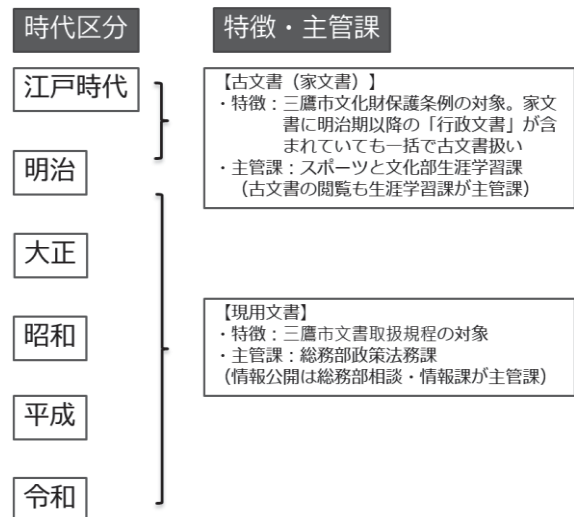 時代区分
特徴・主管課
江戸時代
明治
大正
昭和
平成
令和
【古文書（家文書）】
・特徴：三鷹市文化財保護条例の対象。家文
書に明治期以降の「行政文書」が含
まれていても一括で古文書扱い
・主管課：スポーツと文化部生涯学習課
（古文書の閲覧も生涯学習課が主管課）
【現用文書】
・特徴：三鷹市文書取扱規程の対象
・主管課：総務部政策法務課
（情報公開は総務部相談・情報課が主管課）